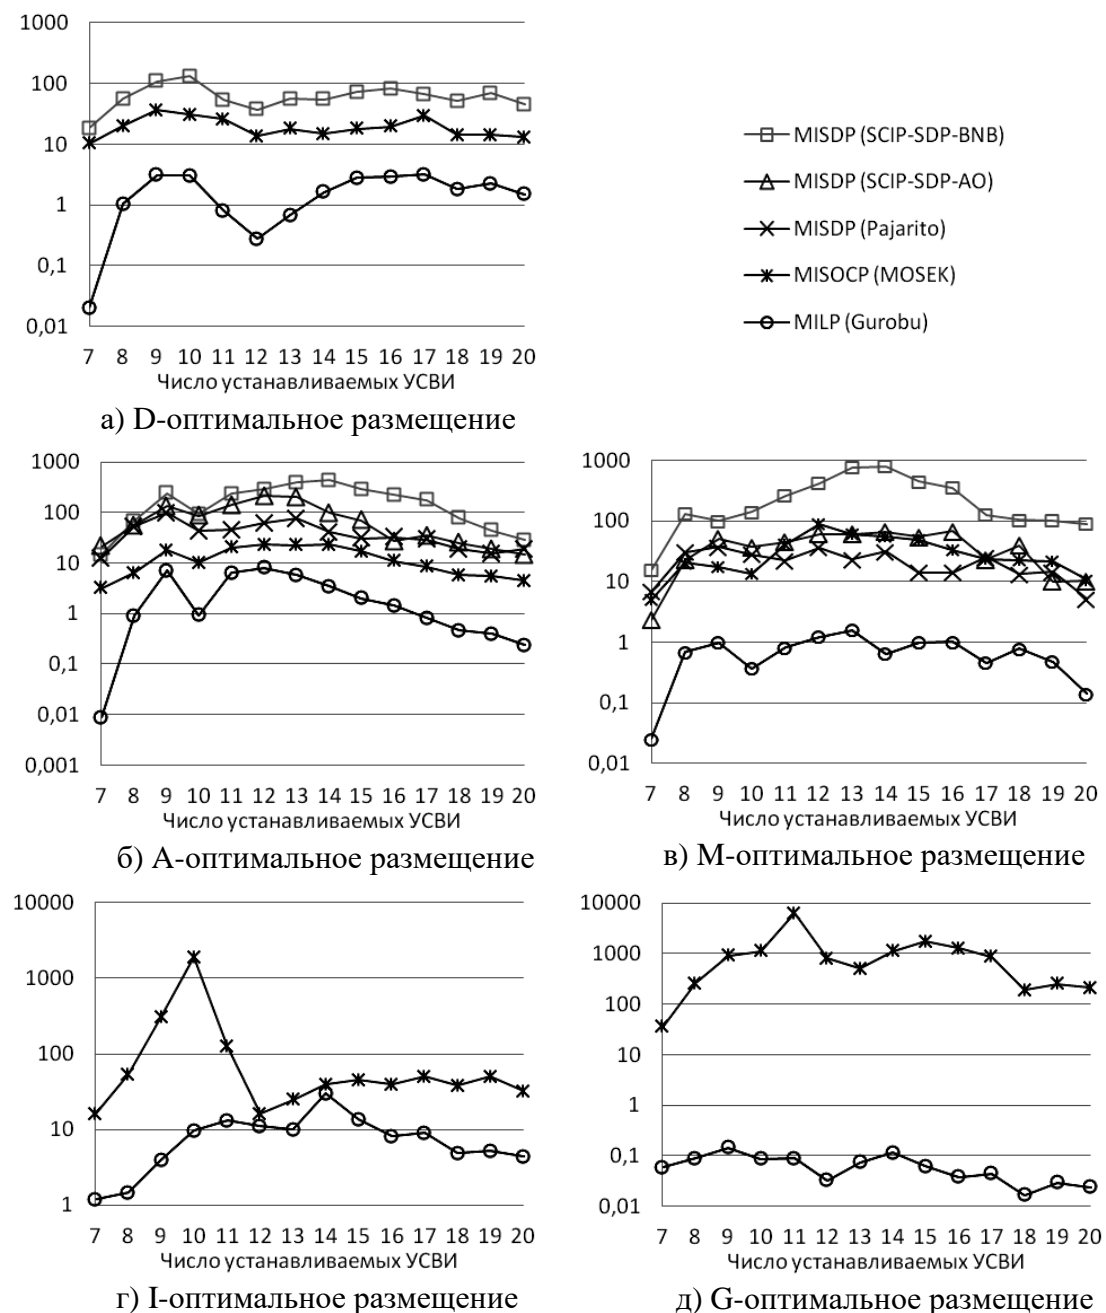 1000
100
10
1
0,1
0,01
7 8 9 10 11 12 13 14 15 16 17 18 19 20
Число устанавливаемых УСВИ
а) D-оптимальное размещение
MISDP (SCIP-SDP-BNB)
MISDP (SCIP-SDP-AO)
MISDP (Pajarito)
MISOCP (MOSEK)
MILP (Gurobu)
1000
100
10
1
0,1
0,01
0,001
7 8 9 10 11 12 13 14 15 16 17 18 19 20
Число устанавливаемых УСВИ
б) A-оптимальное размещение
1000
100
10
1
0,1
0,01
7 8 9 10 11 12 13 14 15 16 17 18 19 20
Число устанавливаемых УСВИ
в) M-оптимальное размещение
10000
1000
100
10
1
7 8 9 10 11 12 13 14 15 16 17 18 19 20
Число устанавливаемых УСВИ
г) I-оптимальное размещение
10000
1000
100
10
1
0,1
0,01
7 8 9 10 11 12 13 14 15 16 17 18 19 20
Число устанавливаемых УСВИ
д) G-оптимальное размещение